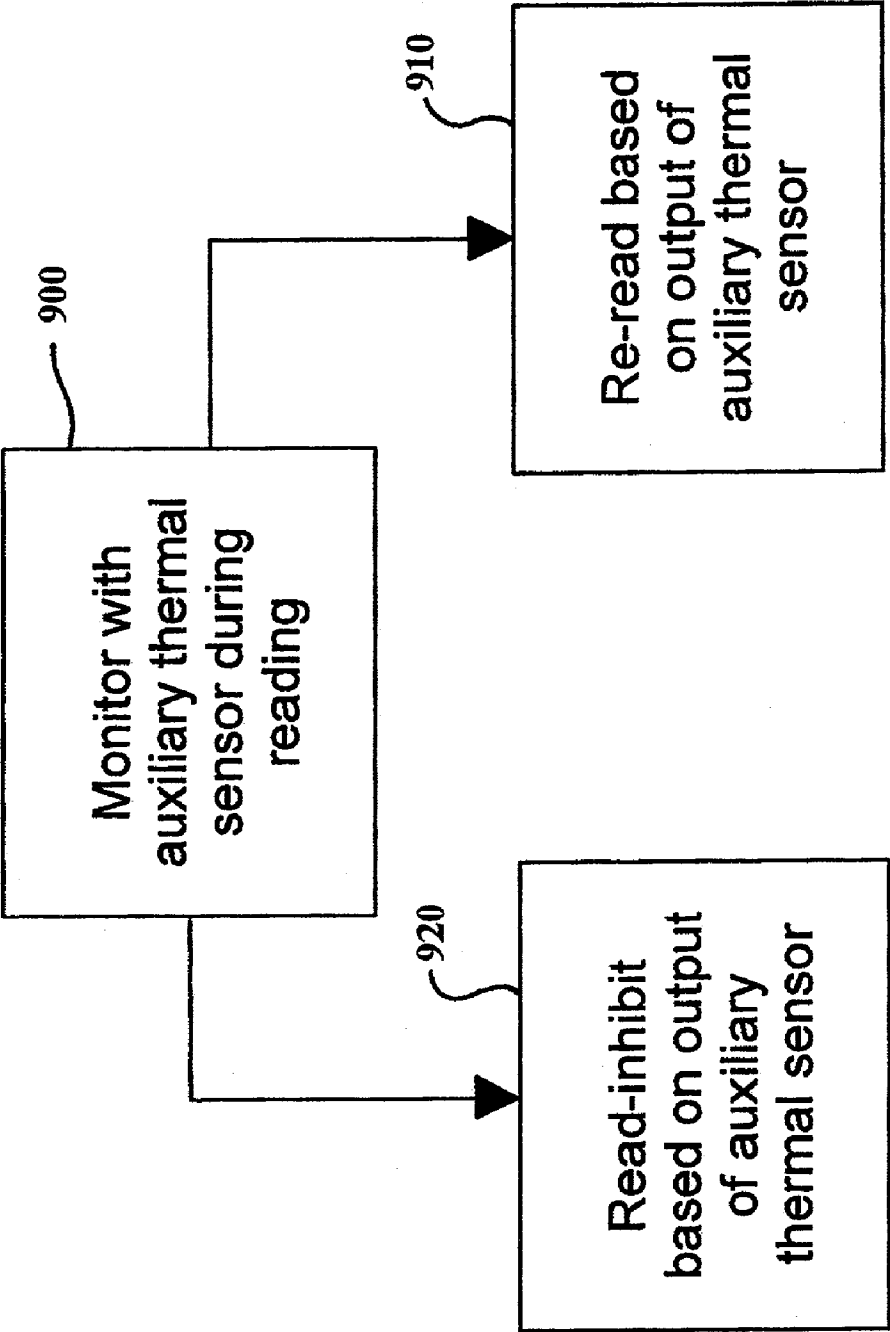 900
Monitor with
auxiliary thermal
sensor during
reading
920
Read-inhibit
based on output
of auxiliary
thermal sensor
910
Re-read based
on output of
auxiliary thermal
sensor